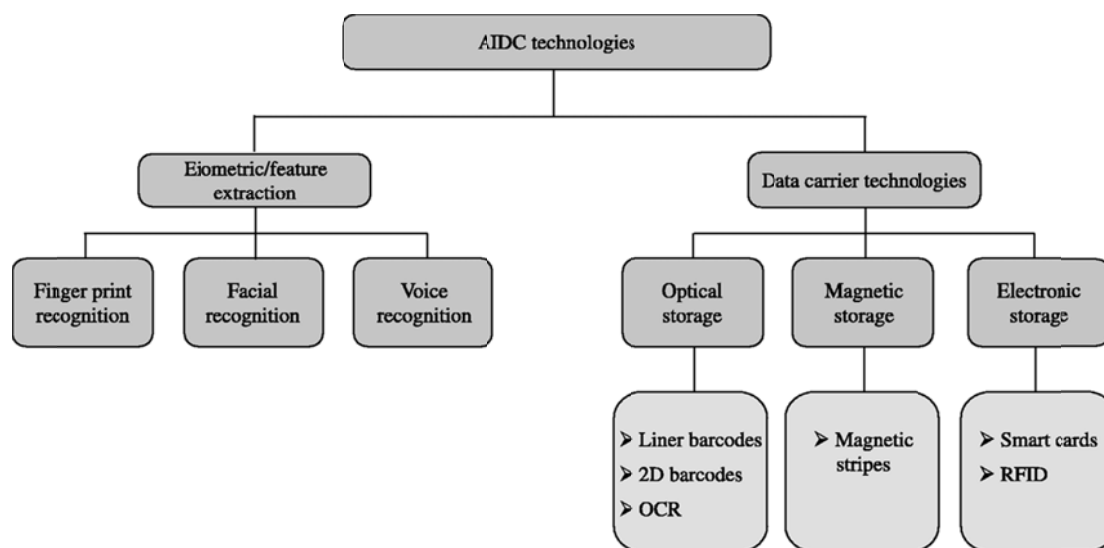 AIDC technologies
Eiometric/feature
extraction
Data carrier technologies
Finger print
recognition
Facial
recognition
Voice
recognition
Optical
storage
Magnetic
storage
Electronic
storage
➢ Liner barcodes
➢ 2D barcodes
➢ OCR
➢ Magnetic
stripes
➢ Smart cards
➢ RFID